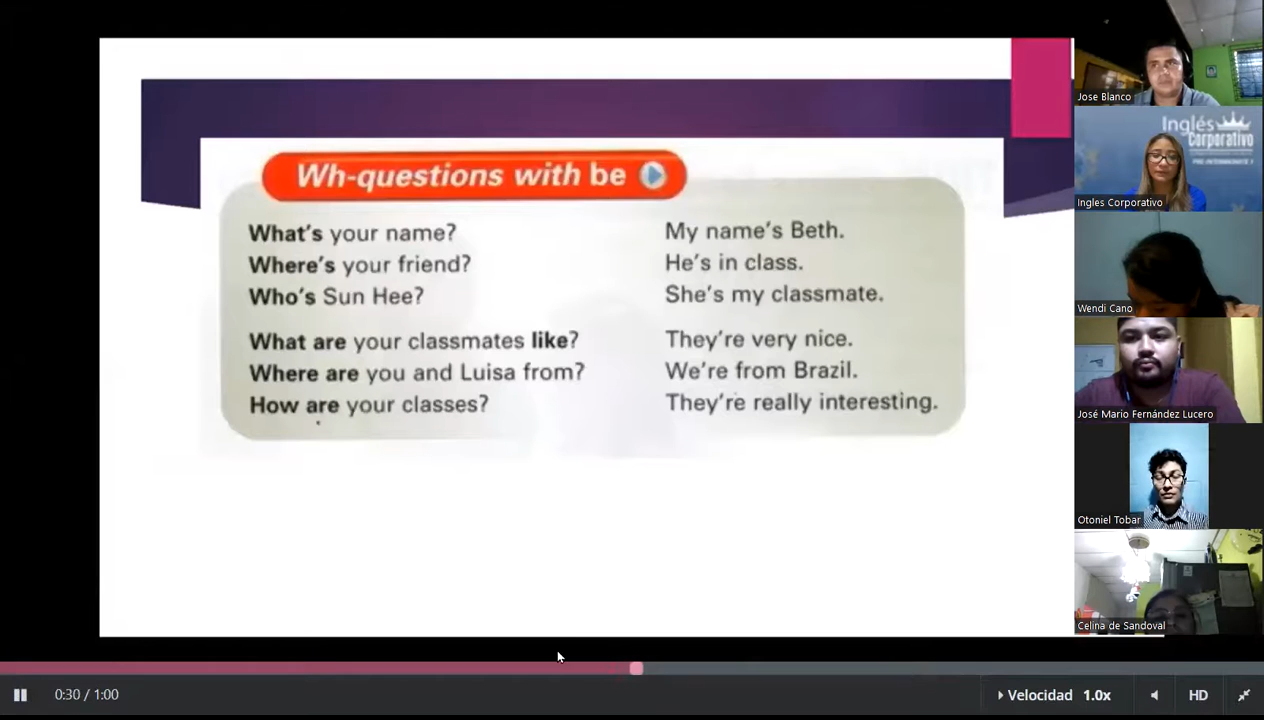 Wh-questions with be
What's your name? My name's Beth.
Where's your friend? He's in class.
Who's Sun Hee? She's my classmate.
What are your classmates like? They're very nice.
Where are you and Luisa from? We're from Brazil.
How are your classes? They're really interesting.
Jose Blanco
Inglés
Corporativo
PRE INTERMEDIATE 1
Ingles Corporativo
Wendi Cano
José Mario Fernández Lucero
Otoniel Tobar
Celina de Sandoval
0:30 / 1:00
Velocidad 1.0x
HD